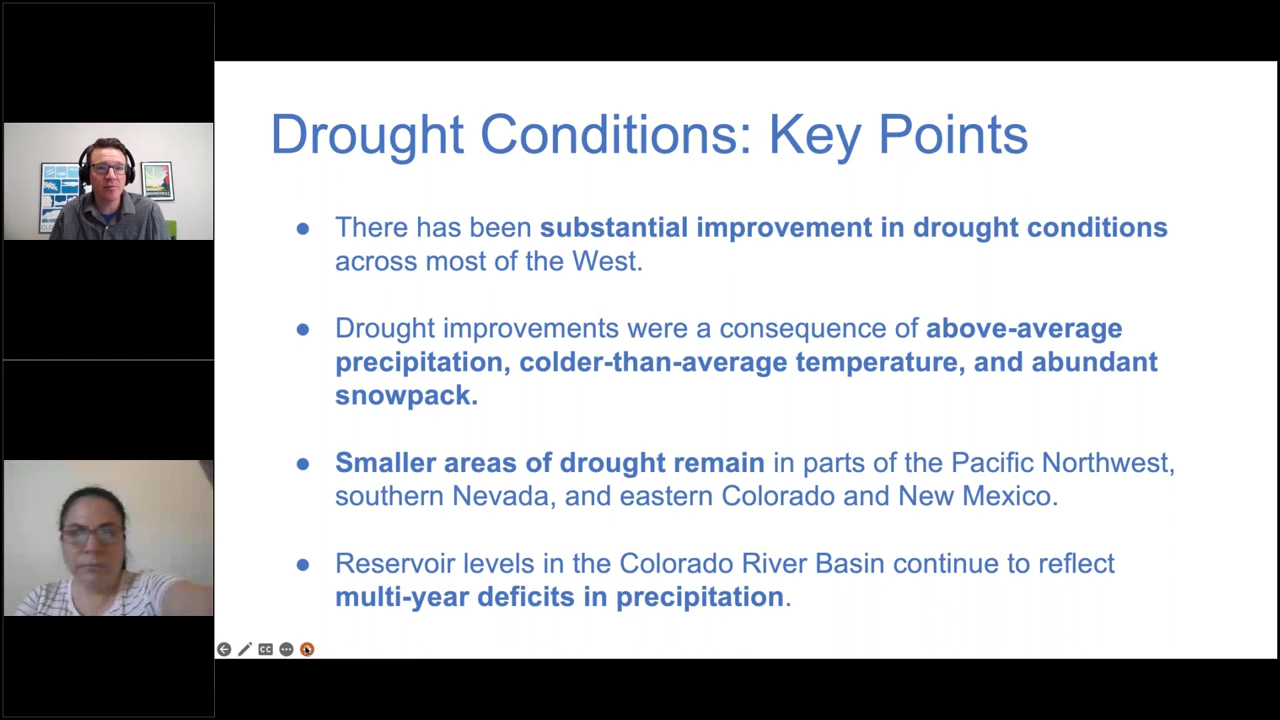 Drought Conditions: Key Points
● There has been substantial improvement in drought conditions
across most of the West.
● Drought improvements were a consequence of above-average
precipitation, colder-than-average temperature, and abundant
snowpack.
● Smaller areas of drought remain in parts of the Pacific Northwest,
southern Nevada, and eastern Colorado and New Mexico.
● Reservoir levels in the Colorado River Basin continue to reflect
multi-year deficits in precipitation.
CC